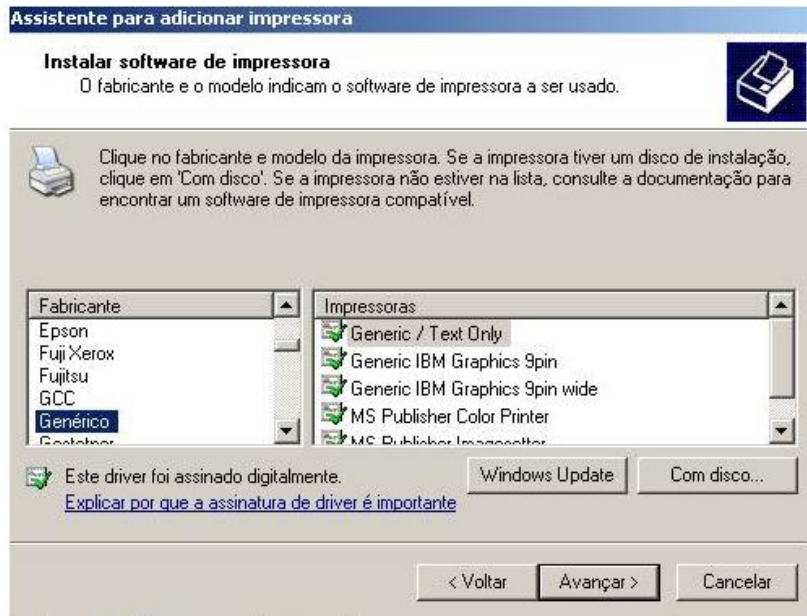 Assistente para adicionar impressora
Instalar software de impressora
O fabricante e o modelo indicam o software de impressora a ser usado.
Clique no fabricante e modelo da impressora. Se a impressora tiver um disco de instalação,
clique em 'Com disco'. Se a impressora não estiver na lista, consulte a documentação para
encontrar um software de impressora compatível.
Fabricante
Epson
Fuji Xerox
Fujitsu
GCC
Genérico
Gestetner
Impressoras
Generic / Text Only
Generic IBM Graphics 9pin
Generic IBM Graphics 9pin wide
MS Publisher Color Printer
MS Publisher Imagesetter
Este driver foi assinado digitalmente.
Explicar por que a assinatura de driver é importante
Windows Update
Com disco...
< Voltar
Avançar >
Cancelar